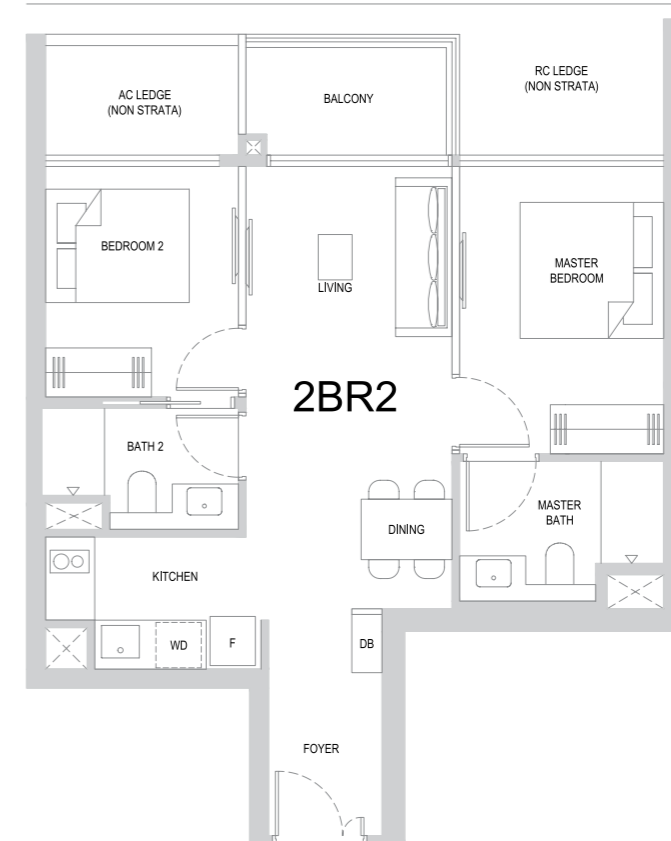 AC LEDGE
(NON STRATA)
BALCONY
RC LEDGE
(NON STRATA)
BEDROOM 2
LIVING
MASTER
BEDROOM
2BR2
BATH 2
DINING
MASTER
BATH
KITCHEN
WD
F
DB
FOYER